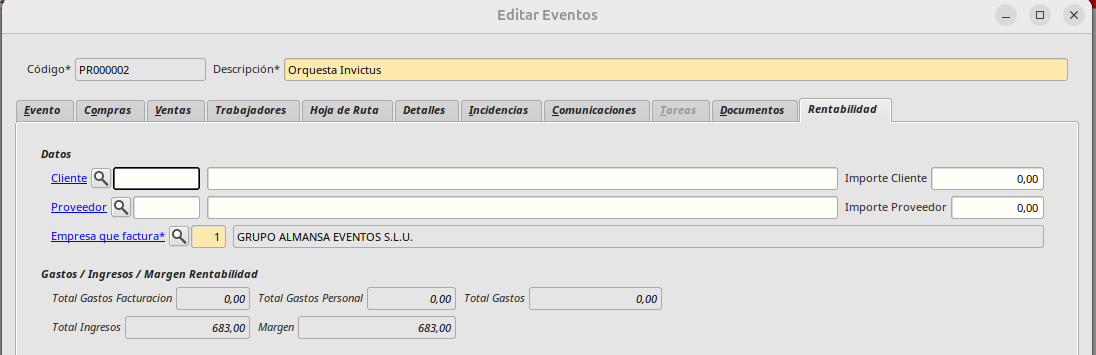 Editar Eventos
Código* PR000002 Descripción* Orquesta Invictus
Evento Compras Ventas Trabajadores Hoja de Ruta Detalles Incidencias Comunicaciones Tareas Documentos Rentabilidad
Datos
Cliente Importe Cliente 0,00
Proveedor Importe Proveedor 0,00
Empresa que factura* 1 GRUPO ALMANSA EVENTOS S.L.U.
Gastos / Ingresos / Margen Rentabilidad
Total Gastos Facturacion 0,00 Total Gastos Personal 0,00 Total Gastos 0,00
Total Ingresos 683,00 Margen 683,00